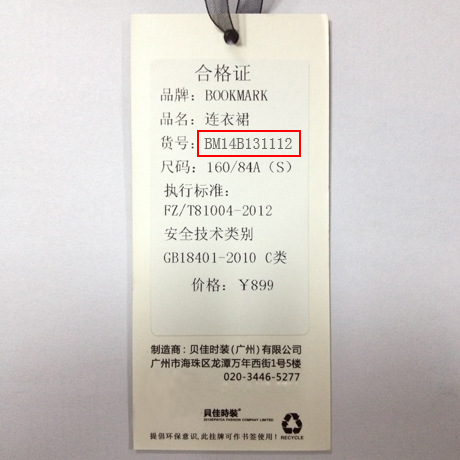 合格证
品牌：BOOKMARK
品名：连衣裙
货号：BM14B131112
尺码：160/84A（S）
执行标准：
FZ/T81004-2012
安全技术类别
GB18401-2010 C类
价格：￥899
制造商：贝佳时装(广州)有限公司
广州市海珠区龙潭万年西街1号5楼
020-3446-5277
贝佳時裝
RECYCLE
提倡环保意识，此挂牌可作书签使用！